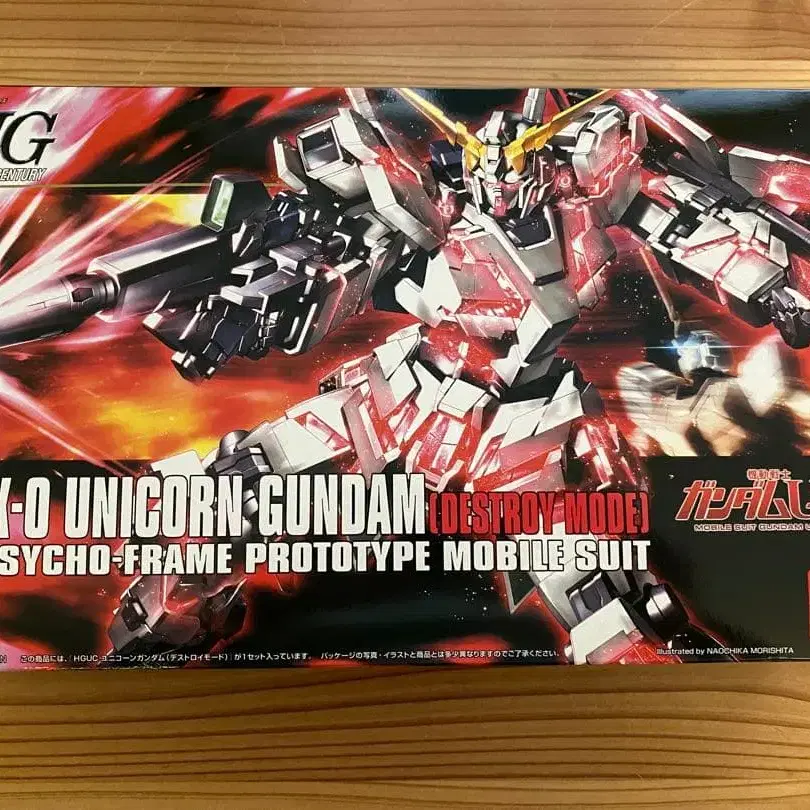 HG
CENTURY
X-0 UNICORN GUNDAM [DESTROY MODE]
SYCHO-FRAME PROTOTYPE MOBILE SUIT
機動戦士
ガンダムU
MOBILE SUIT GUNDAM
この商品には、「HGUC ユニコーンガンダム(デストロイモード)」が1セット入っています。 パッケージの写真・イラストと商品とは多少異なりますのでご了承ください。
Illustrated by NAOCHIKA MORISHITA